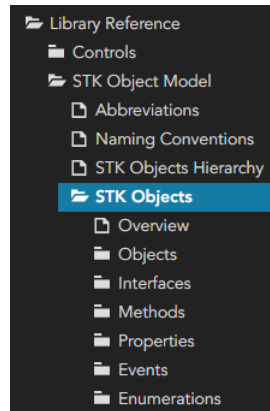 Library Reference
Controls
STK Object Model
Abbreviations
Naming Conventions
STK Objects Hierarchy
STK Objects
Overview
Objects
Interfaces
Methods
Properties
Events
Enumerations